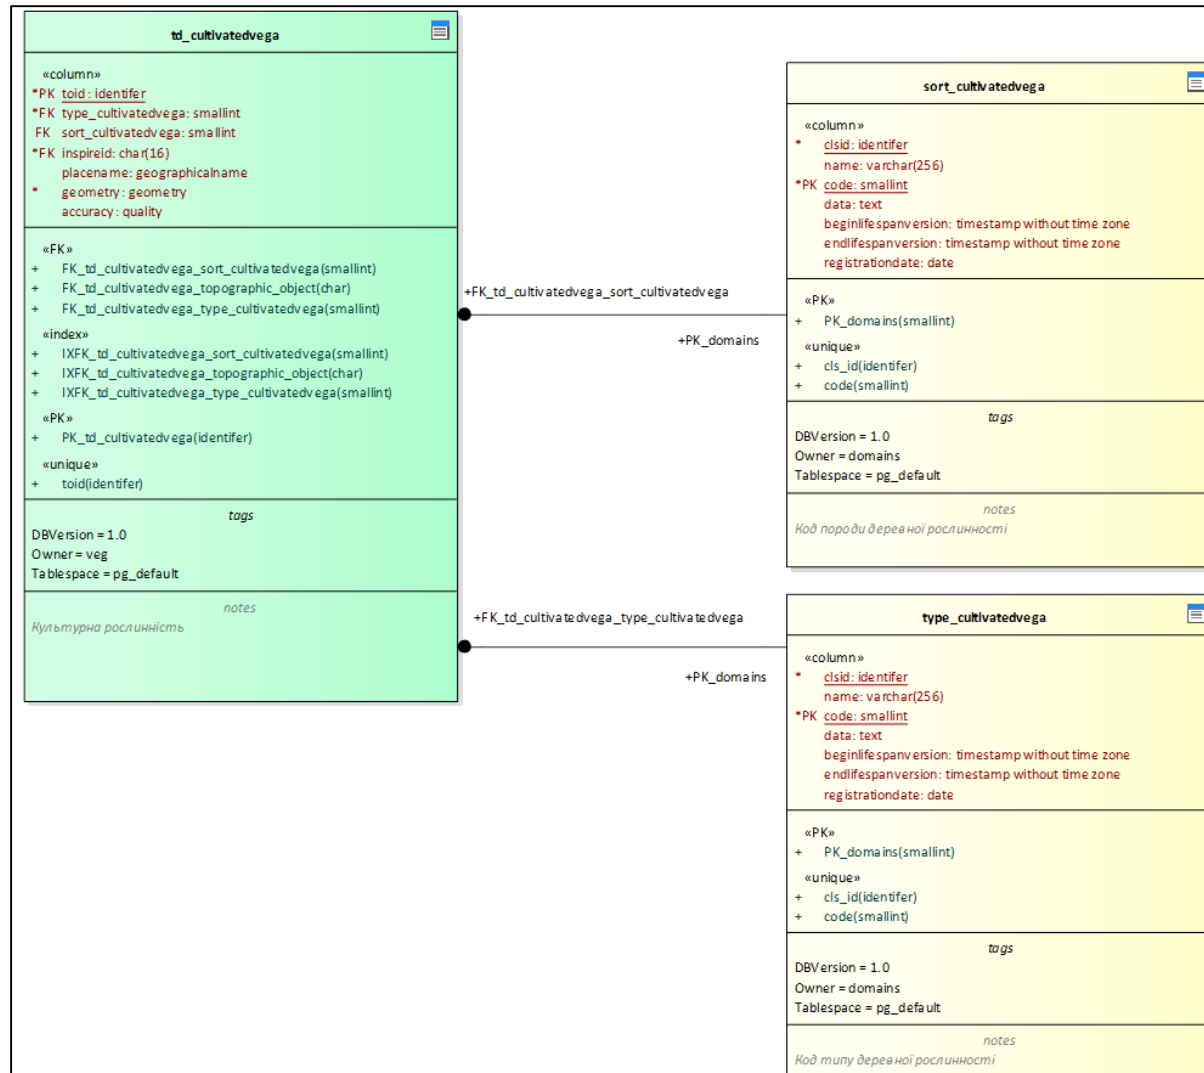 td_cultivatedvega
«column»
*PK toid: identifer
*FK type_cultivatedvega: smallint
FK sort_cultivatedvega: smallint
*FK inspireid: char(16)
placename: geographicalname
* geometry: geometry
accuracy: quality
«FK»
+ FK_td_cultivatedvega_sort_cultivatedvega(smallint)
+ FK_td_cultivatedvega_topographic_object(char)
+ FK_td_cultivatedvega_type_cultivatedvega(smallint)
«index»
+ IXFK_td_cultivatedvega_sort_cultivatedvega(smallint)
+ IXFK_td_cultivatedvega_topographic_object(char)
+ IXFK_td_cultivatedvega_type_cultivatedvega(smallint)
«PK»
+ PK_td_cultivatedvega(identifer)
«unique»
+ toid(identifer)
tags
DBVersion = 1.0
Owner = veg
Tablespace = pg_default
notes
Культурна рослинність
+FK_td_cultivatedvega_sort_cultivatedvega
+PK_domains
sort_cultivatedvega
«column»
* clsid: identifer
name: varchar(256)
*PK code: smallint
data: text
beginlifespanversion: timestamp without time zone
endlifespanversion: timestamp without time zone
registrationdate: date
«PK»
+ PK_domains(smallint)
«unique»
+ cls_id(identifer)
+ code(smallint)
tags
DBVersion = 1.0
Owner = domains
Tablespace = pg_default
notes
Код породи деревної рослинності
+FK_td_cultivatedvega_type_cultivatedvega
+PK_domains
type_cultivatedvega
«column»
* clsid: identifer
name: varchar(256)
*PK code: smallint
data: text
beginlifespanversion: timestamp without time zone
endlifespanversion: timestamp without time zone
registrationdate: date
«PK»
+ PK_domains(smallint)
«unique»
+ cls_id(identifer)
+ code(smallint)
tags
DBVersion = 1.0
Owner = domains
Tablespace = pg_default
notes
Код типу деревної рослинності